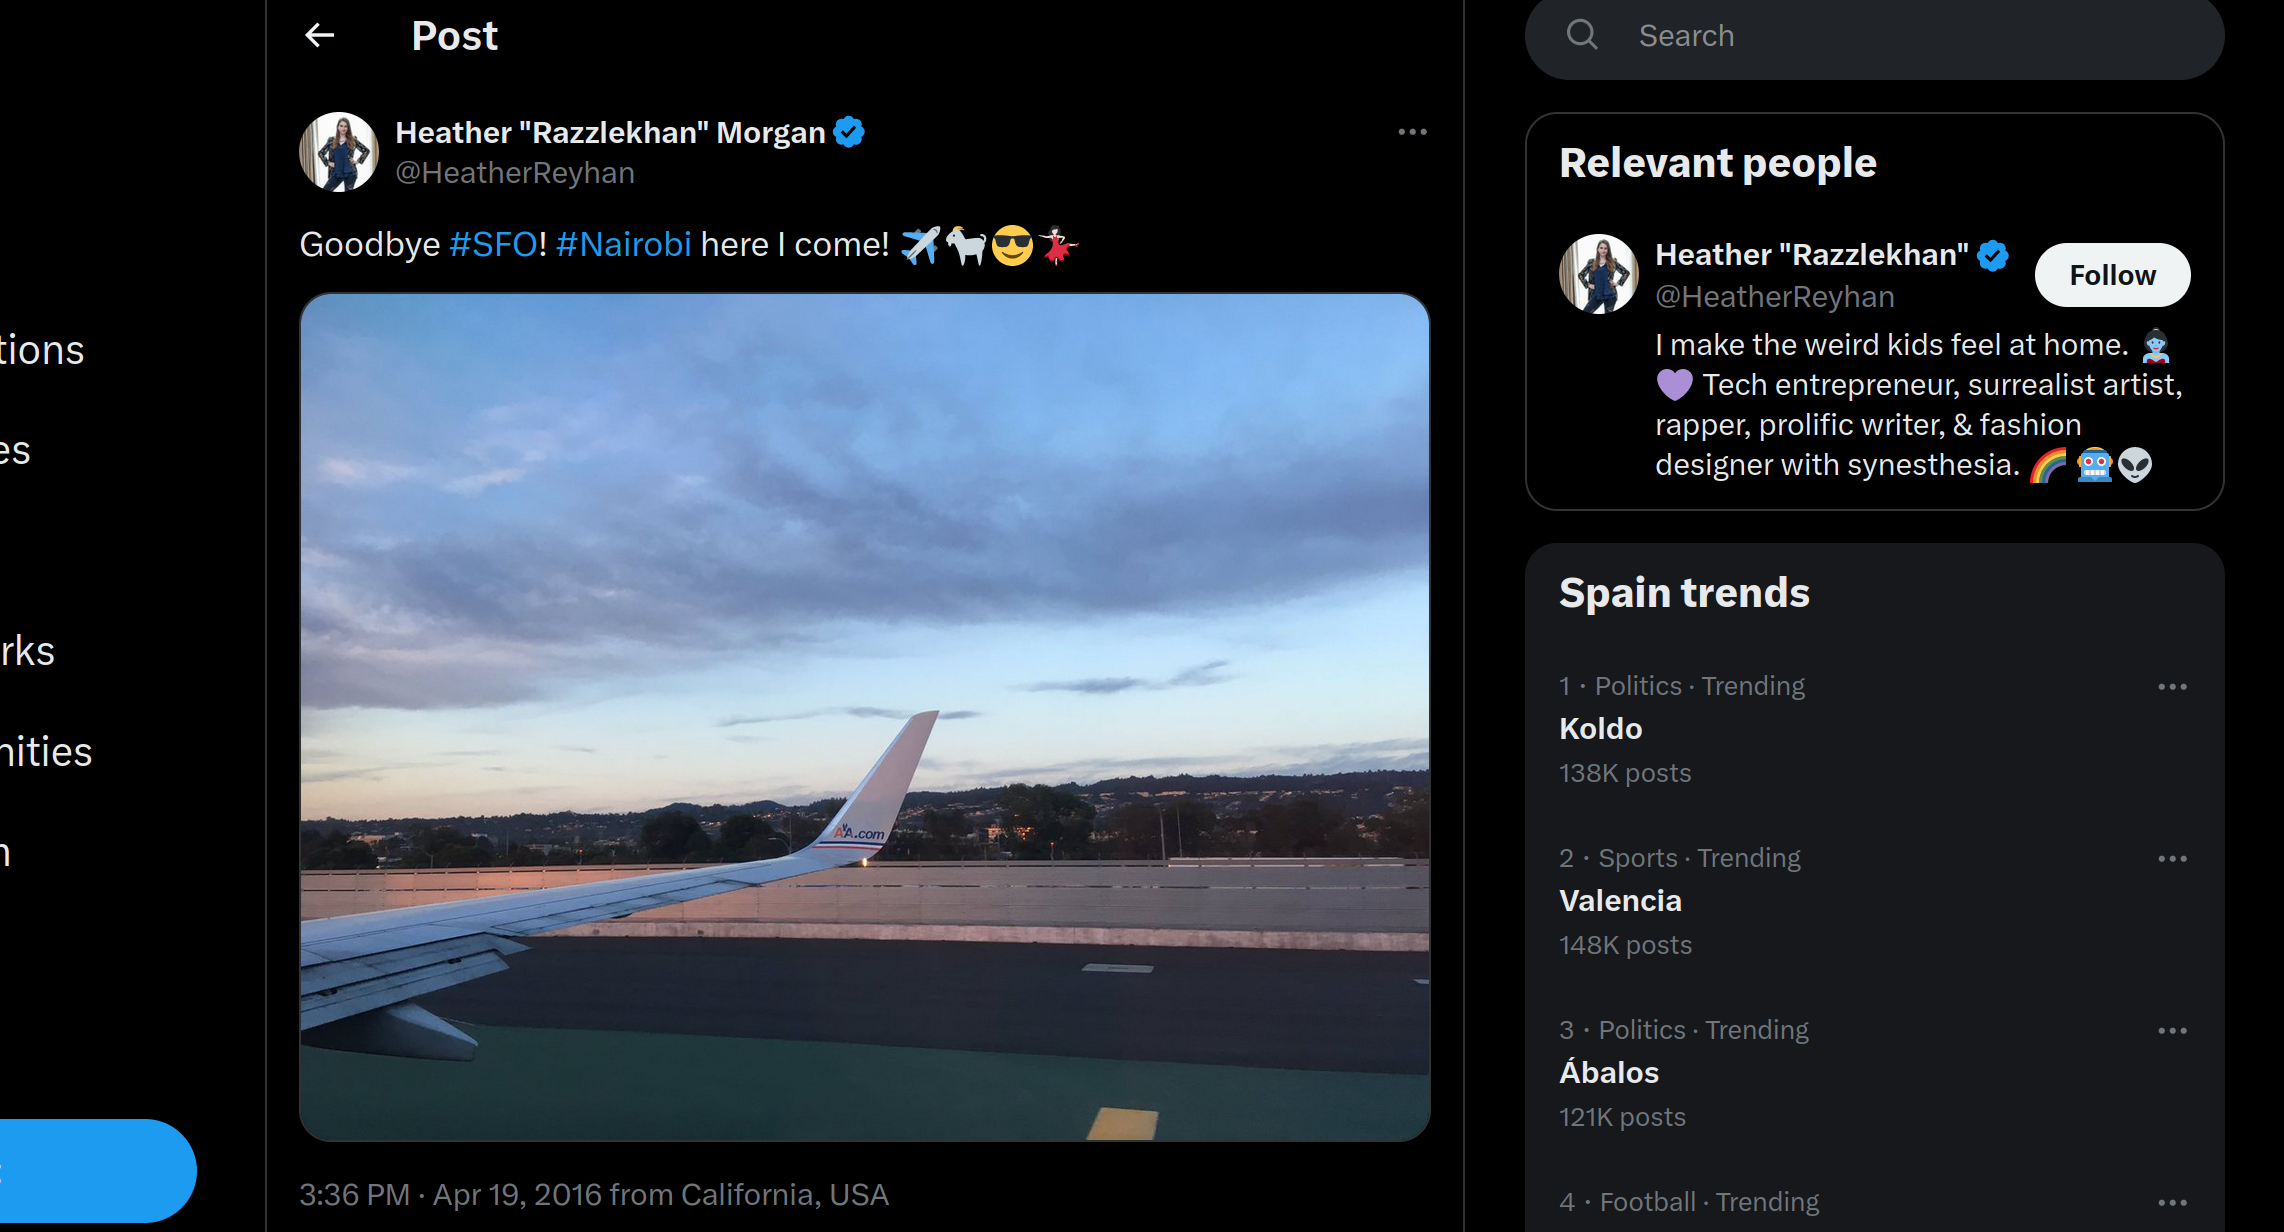 Post
Heather "Razzlekhan" Morgan
@HeatherReyhan
Goodbye #SFO! #Nairobi here I come! ✈️🐐😎💃🏻
AA.com
3:36 PM · Apr 19, 2016 from California, USA
tions
es
rks
nities
Search
Relevant people
Heather "Razzlekhan"
@HeatherReyhan
Follow
I make the weird kids feel at home.
💜 Tech entrepreneur, surrealist artist,
rapper, prolific writer, & fashion
designer with synesthesia. 🌈🤖👽
Spain trends
1 · Politics · Trending
Koldo
138K posts
2 · Sports · Trending
Valencia
148K posts
3 · Politics · Trending
Ábalos
121K posts
4 · Football · Trending